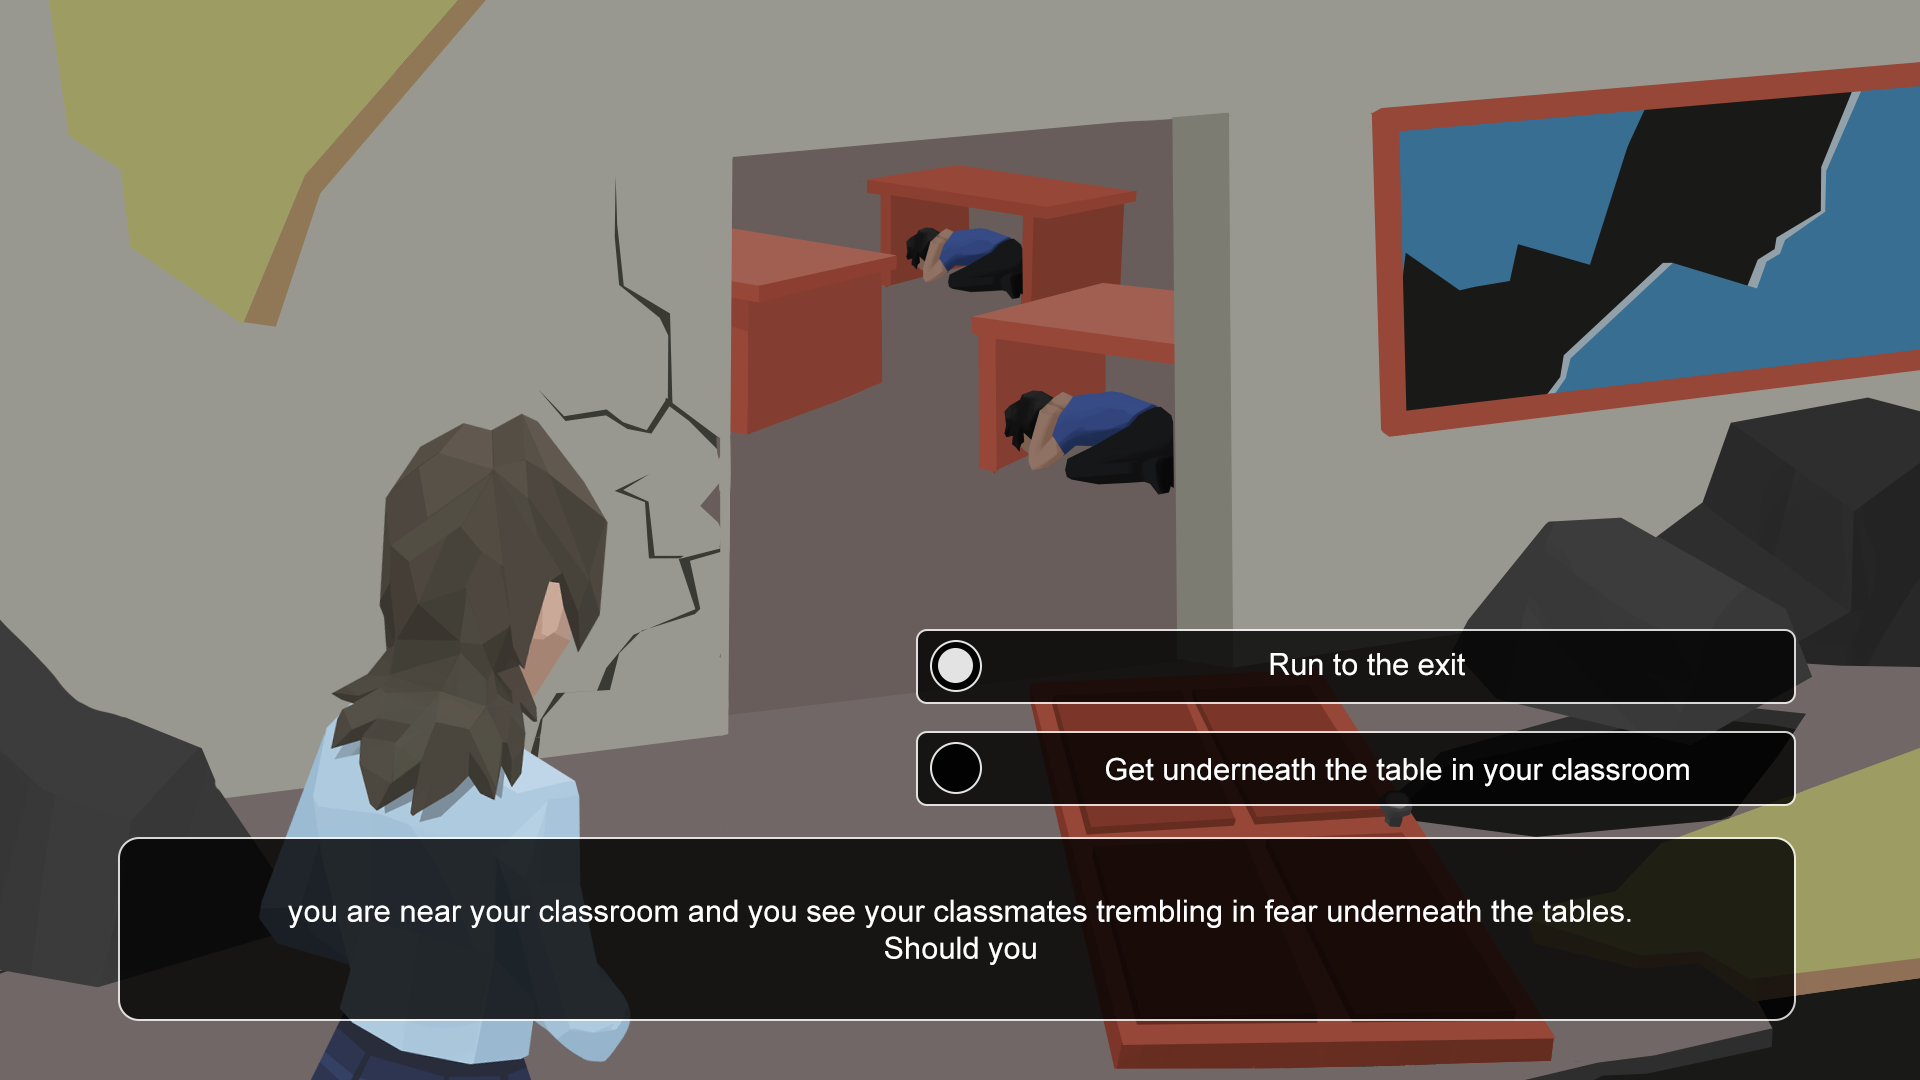 Run to the exit
Get underneath the table in your classroom
you are near your classroom and you see your classmates trembling in fear underneath the tables.
Should you